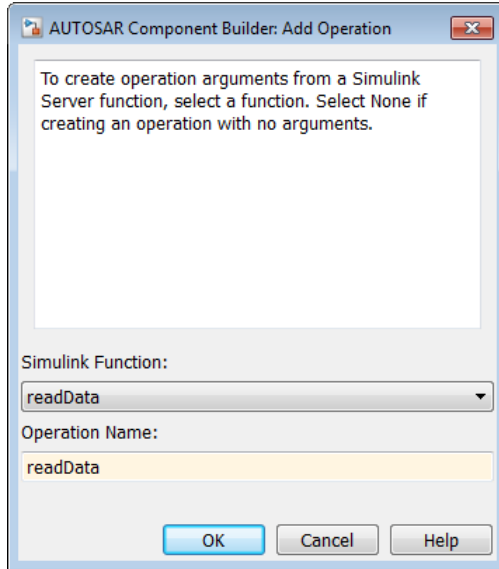 AUTOSAR Component Builder: Add Operation
To create operation arguments from a Simulink
Server function, select a function. Select None if
creating an operation with no arguments.
Simulink Function:
readData
Operation Name:
readData
OK Cancel Help